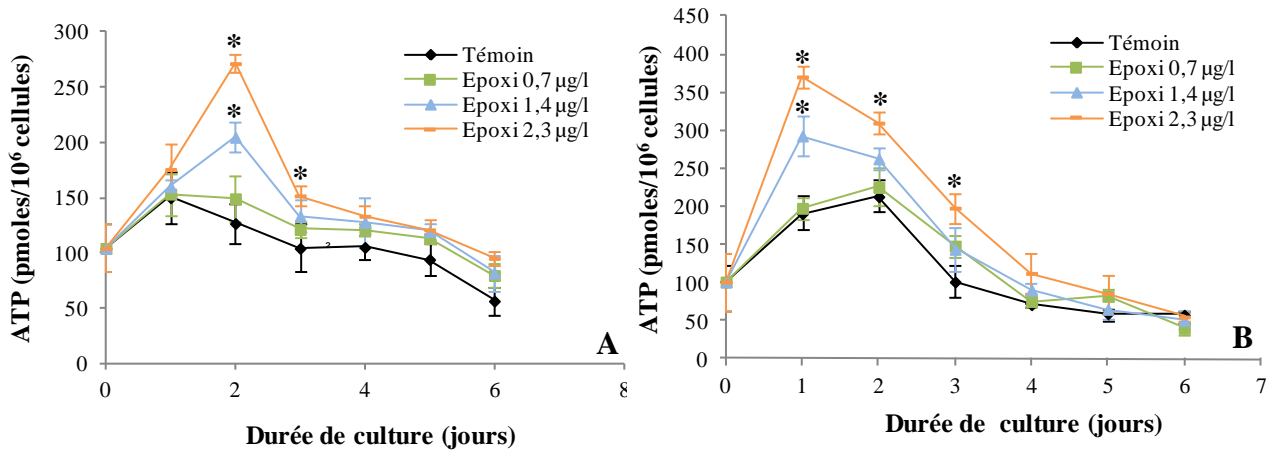 ATP (pmoles/10⁶ cellules)
300
250
200
150
100
50
0
0 2 4 6 8
Durée de culture (jours)
Témoin
Epoxi 0,7 µg/l
Epoxi 1,4 µg/l
Epoxi 2,3 µg/l
*
*
*
A
ATP (pmoles/10⁶ cellules)
450
400
350
300
250
200
150
100
50
0
0 1 2 3 4 5 6 7
Durée de culture (jours)
Témoin
Epoxi 0,7 µg/l
Epoxi 1,4 µg/l
Epoxi 2,3 µg/l
*
*
*
*
B